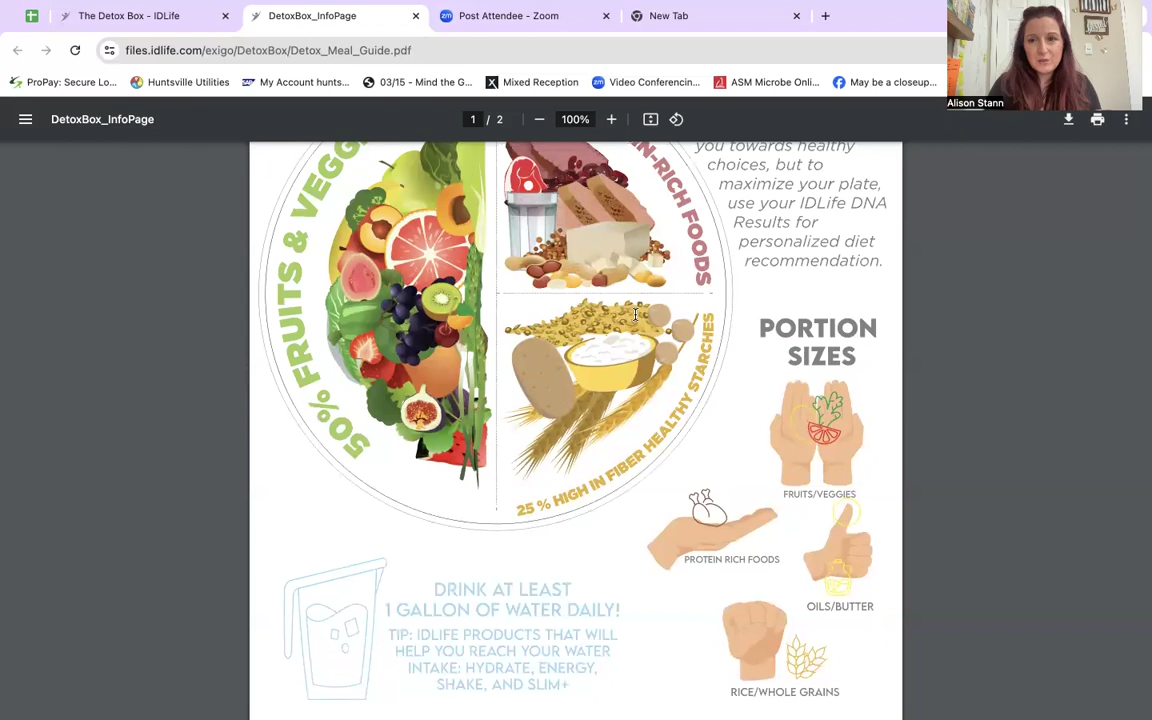 The Detox Box - IDLife
DetoxBox_InfoPage
Post Attendee - Zoom
New Tab
files.idlife.com/exigo/DetoxBox/Detox_Meal_Guide.pdf
ProPay: Secure Lo...
Huntsville Utilities
My Account hunts...
03/15 - Mind the G...
Mixed Reception
Video Conferencin...
ASM Microbe Onli...
May be a closeup...
Alison Stann
DetoxBox_InfoPage
1 / 2
100%
50% FRUITS & VEGG
IN-RICH FOODS
25 % HIGH IN FIBER HEALTHY STARCHES
you towards healthy
choices, but to
maximize your plate,
use your IDLife DNA
Results for
personalized diet
recommendation.
PORTION
SIZES
FRUITS/VEGGIES
PROTEIN RICH FOODS
OILS/BUTTER
RICE/WHOLE GRAINS
DRINK AT LEAST
1 GALLON OF WATER DAILY!
TIP: IDLIFE PRODUCTS THAT WILL
HELP YOU REACH YOUR WATER
INTAKE: HYDRATE, ENERGY,
SHAKE, AND SLIM+